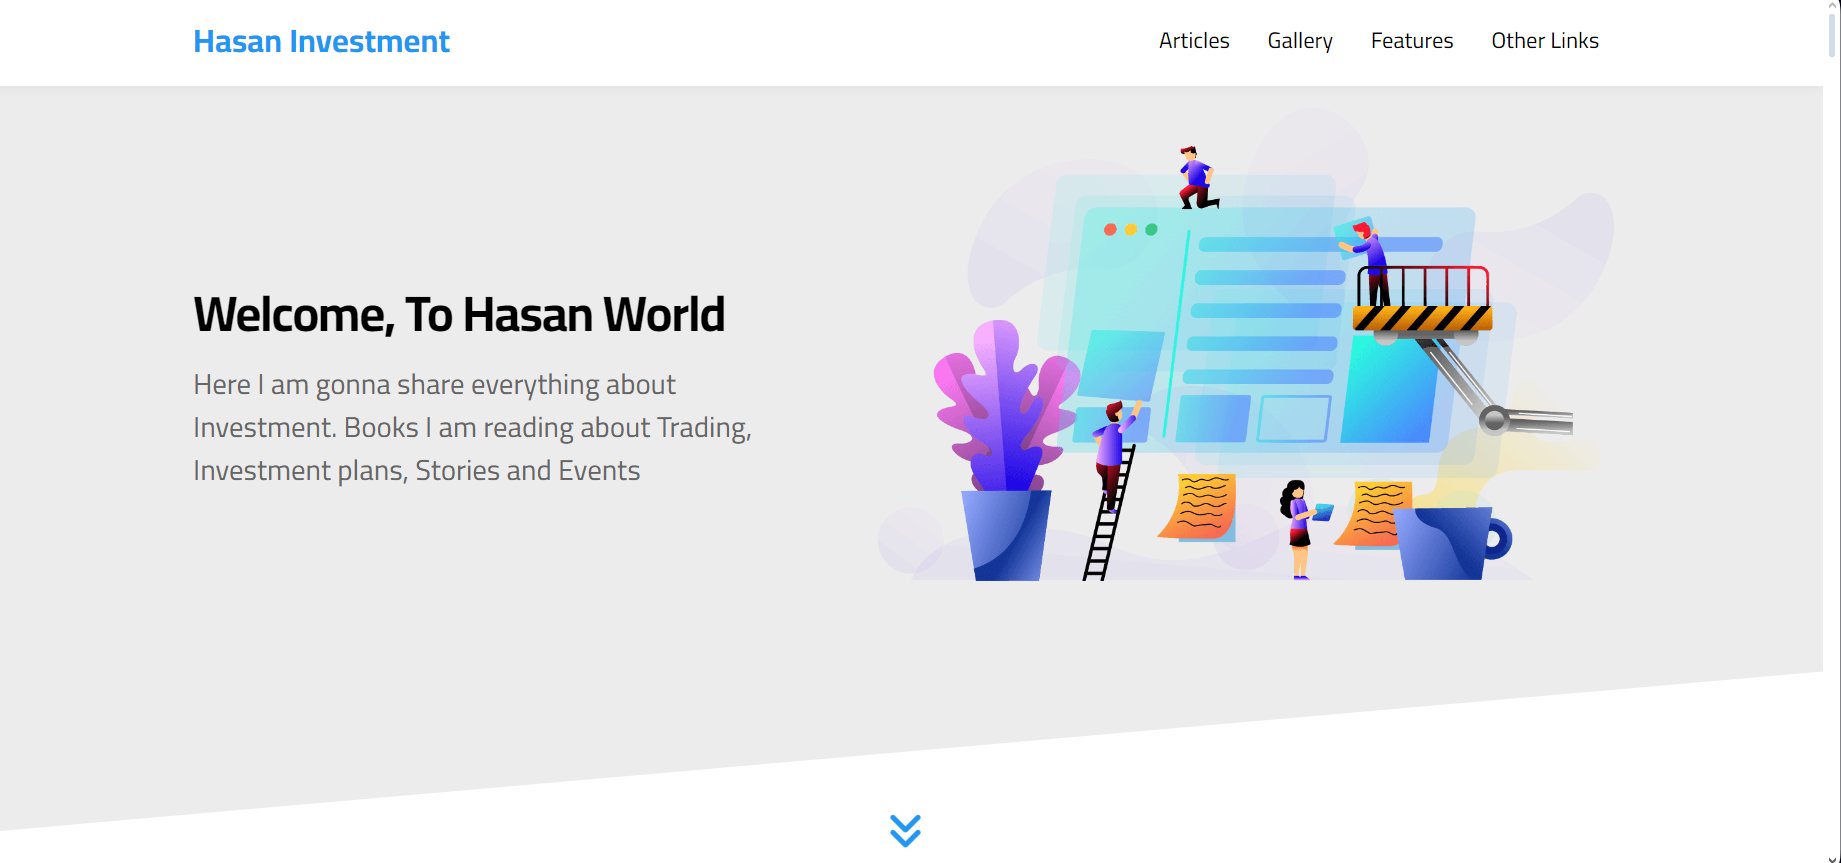 Hasan Investment
Articles Gallery Features Other Links
Welcome, To Hasan World
Here I am gonna share everything about
Investment. Books I am reading about Trading,
Investment plans, Stories and Events